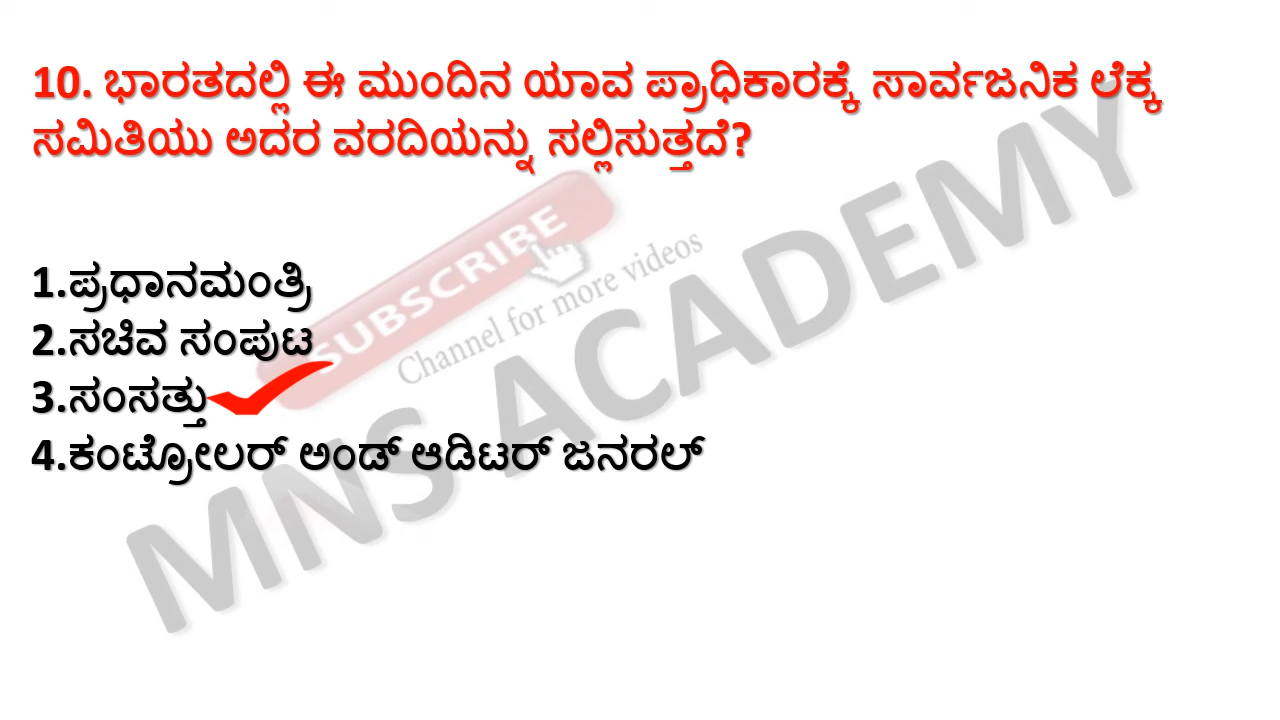 10. ಭಾರತದಲ್ಲಿ ಈ ಮುಂದಿನ ಯಾವ ಪ್ರಾಧಿಕಾರಕ್ಕೆ ಸಾರ್ವಜನಿಕ ಲೆಕ್ಕ
ಸಮಿತಿಯು ಅದರ ವರದಿಯನ್ನು ಸಲ್ಲಿಸುತ್ತದೆ?
1.ಪ್ರಧಾನಮಂತ್ರಿ
2.ಸಚಿವ ಸಂಪುಟ
3.ಸಂಸತ್ತು
4.ಕಂಟ್ರೋಲರ್ ಅಂಡ್ ಆಡಿಟರ್ ಜನರಲ್
SUBSCRIBE
Channel for more videos
MNS ACADEMY